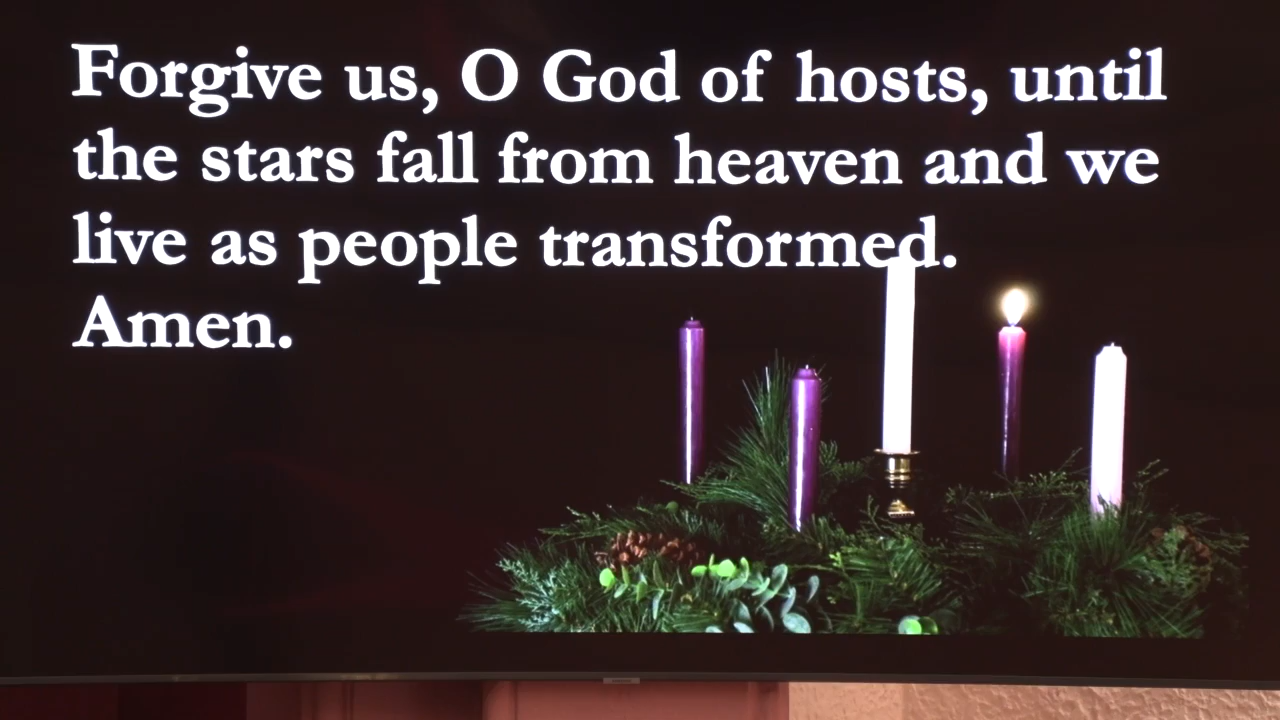 Forgive us, O God of hosts, until
the stars fall from heaven and we
live as people transformed.
Amen.